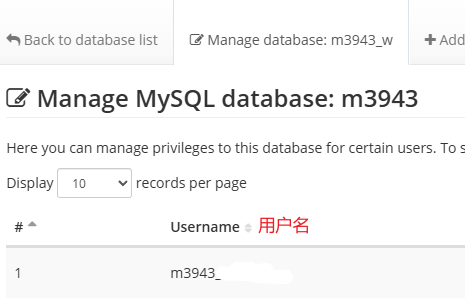 Back to database list Manage database: m3943_w Add
Manage MySQL database: m3943
Here you can manage privileges to this database for certain users. To s
Display 10 records per page
# Username 用户名
1 m3943_